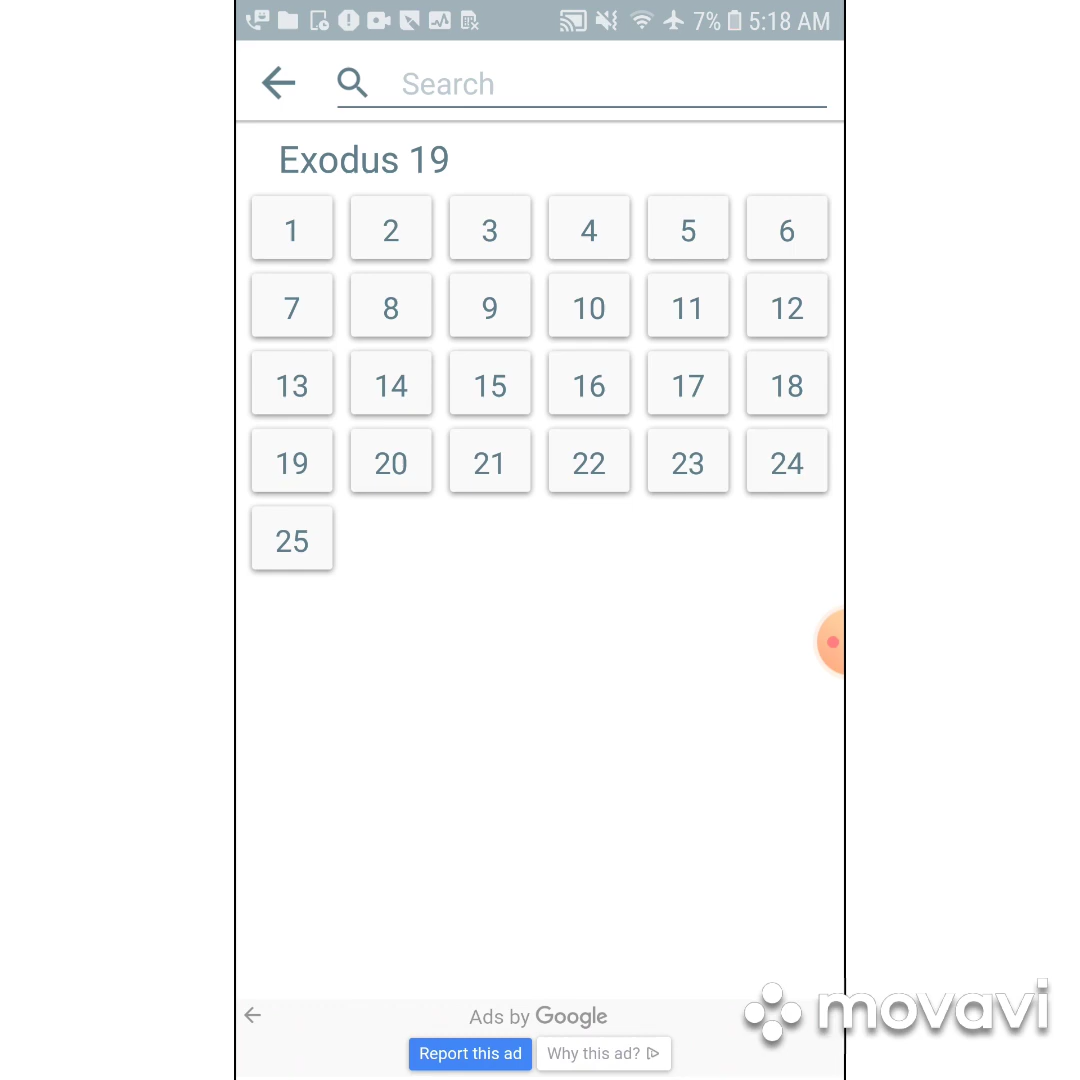 7% 5:18 AM
Search
Exodus 19
1 2 3 4 5 6
7 8 9 10 11 12
13 14 15 16 17 18
19 20 21 22 23 24
25
Ads by Google
Report this ad Why this ad?
movavi